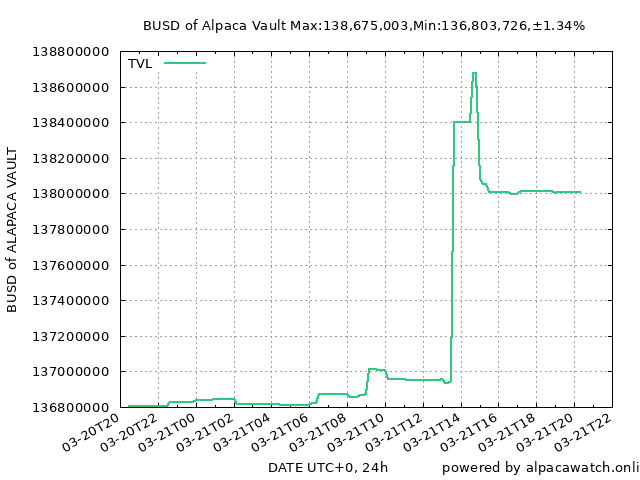 BUSD of Alpaca Vault Max:138,675,003,Min:136,803,726,±1.34%
138800000
TVL
138600000
138400000
138200000
138000000
137800000
137600000
137400000
137200000
137000000
136800000
BUSD of ALAPACA VAULT
03-20T20
03-20T22
03-21T00
03-21T02
03-21T04
03-21T06
03-21T08
03-21T10
03-21T12
03-21T14
03-21T16
03-21T18
03-21T20
03-21T22
DATE UTC+0, 24h
powered by alpacawatch.onli